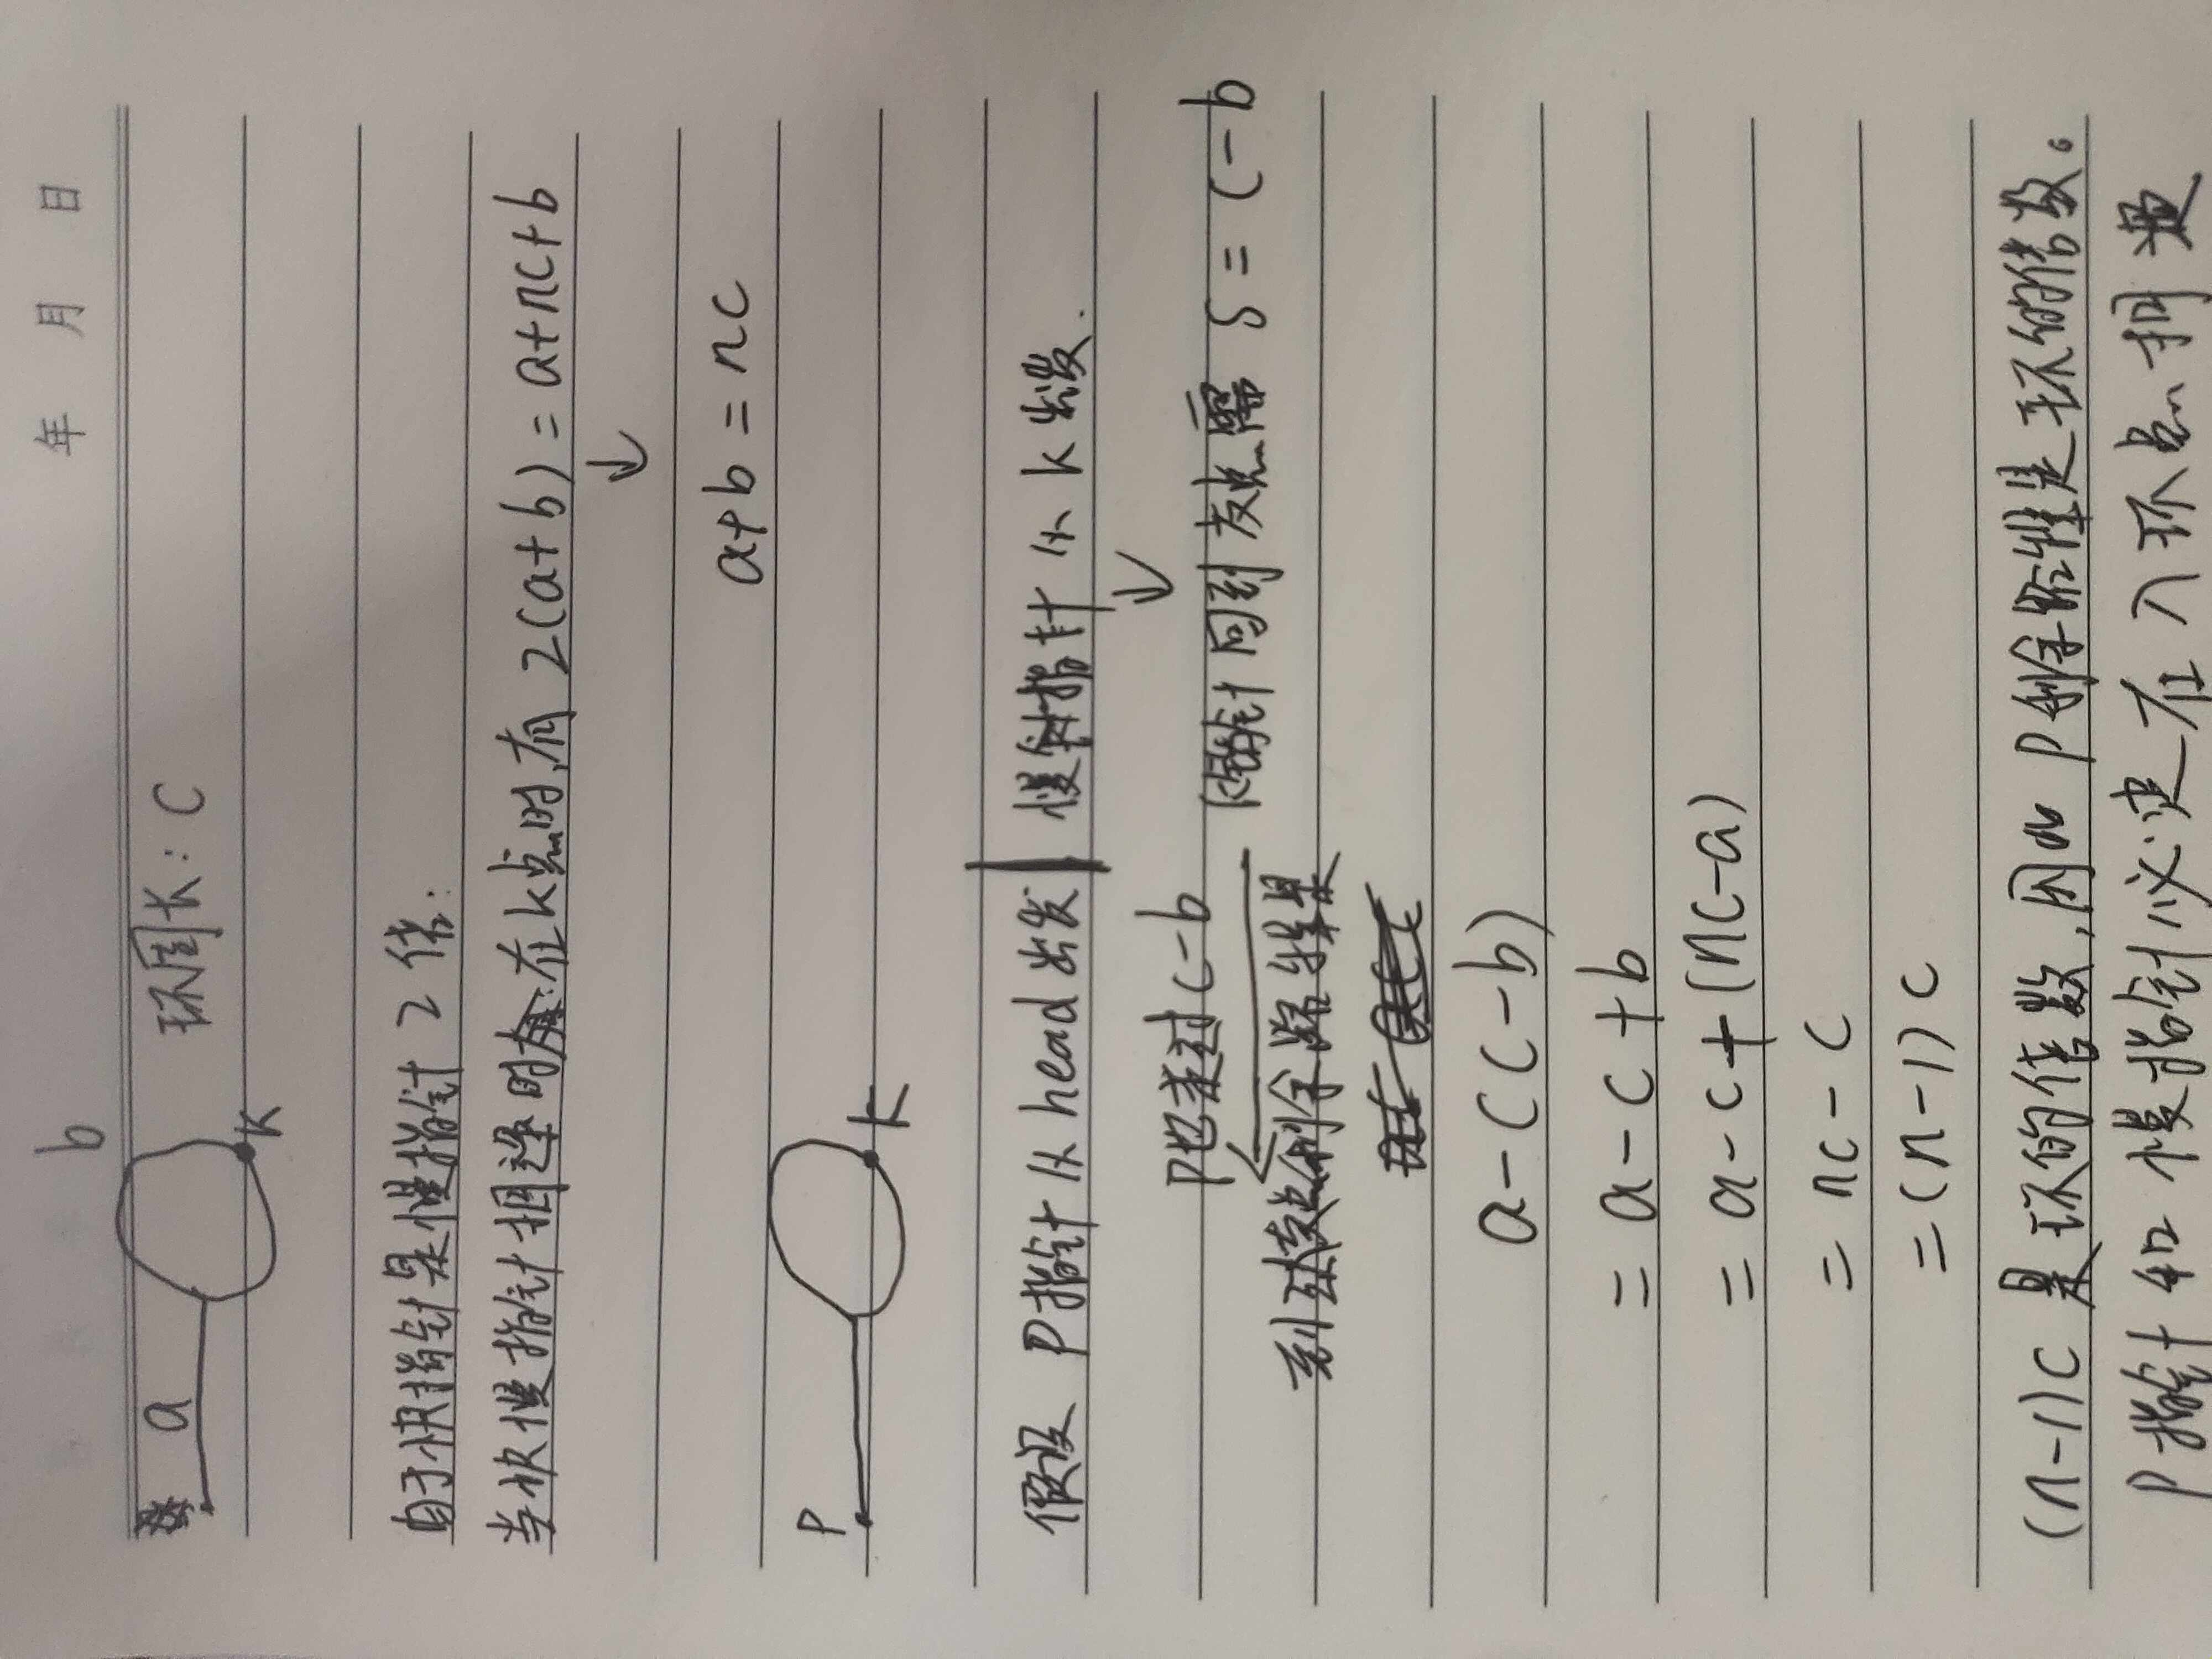 年 月 日
b
a
环周长: C
K
由于快指针是慢指针 2 倍:
当快慢指针相逢时在k点时,有 2(a+b) = a+nc+b
↓
a+b = nc
P
k
假设 P指针从head出发 | 慢指针从 k出发.
↓
P也走过c-b
←
k指针回到交点需 S = c-b
到达交点剩余路程是
a-(c-b)
= a-c+b
= a-c+(nc-a)
= nc-c
=(n-1)c
(n-1)c 是环的倍数,因此 P剩余路程是环的倍数。
P指针和慢指针必定在入环点相遇